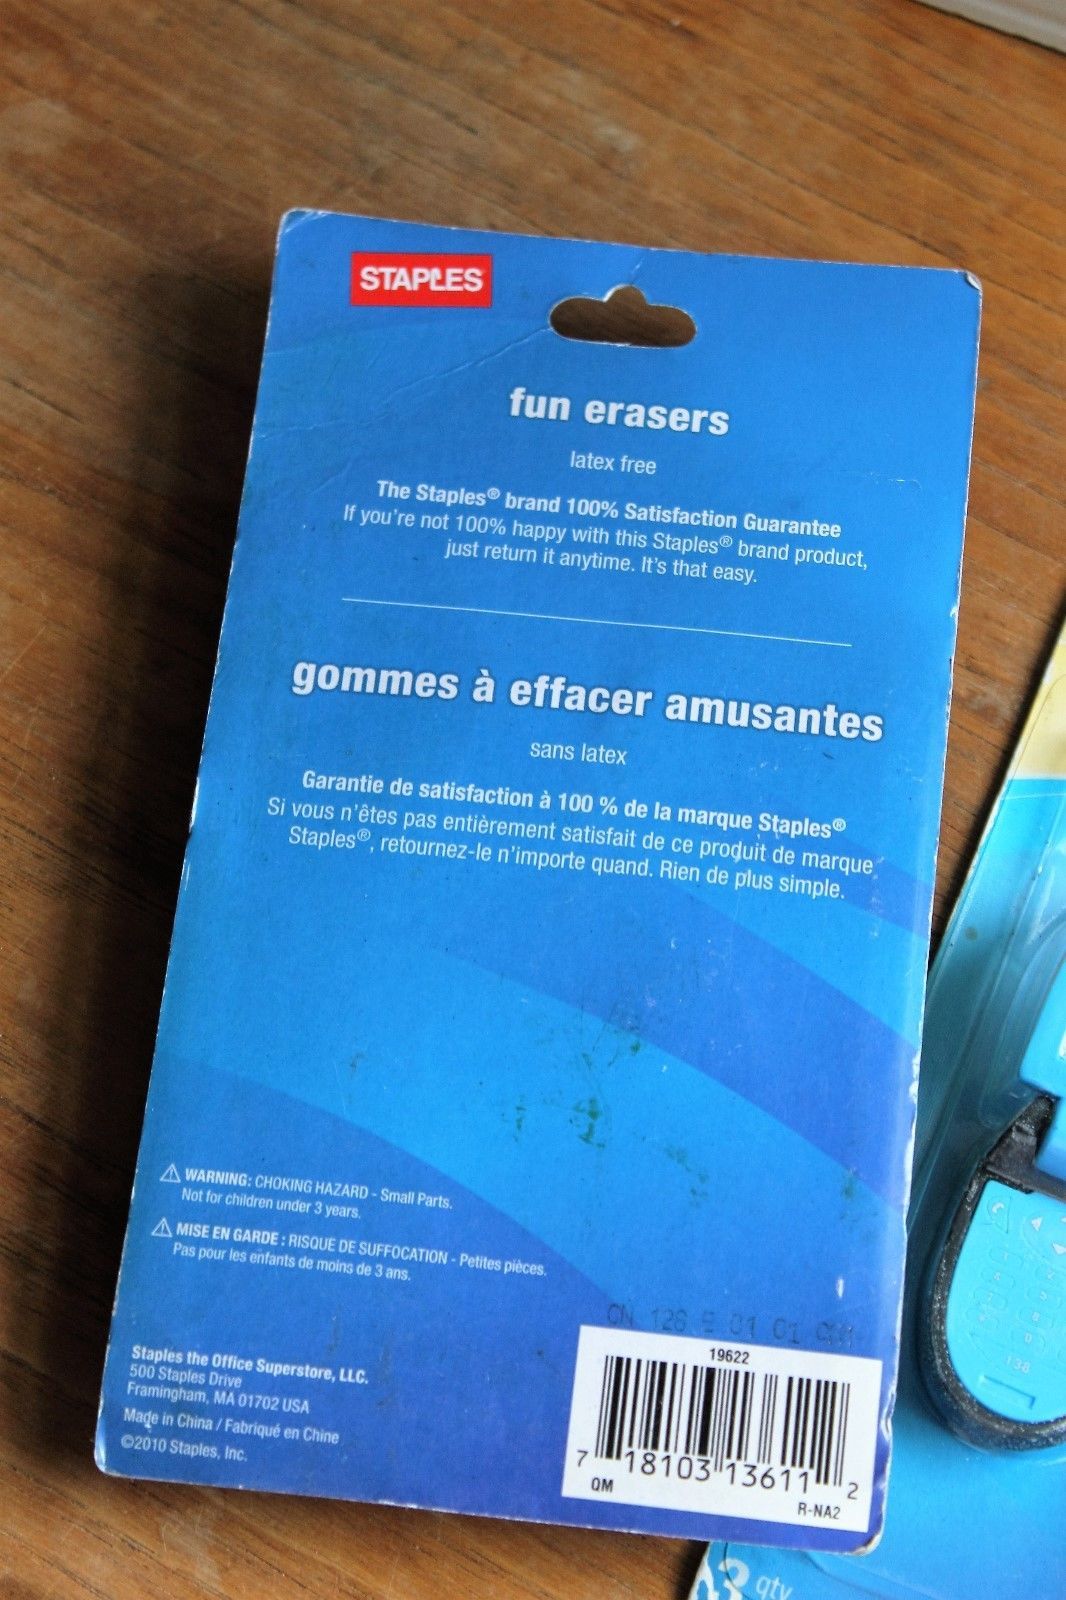 STAPLES
fun erasers
latex free
The Staples® brand 100% Satisfaction Guarantee
If you're not 100% happy with this Staples® brand product,
just return it anytime. It's that easy.
gommes à effacer amusantes
sans latex
Garantie de satisfaction à 100 % de la marque Staples®
Si vous n'êtes pas entièrement satisfait de ce produit de marque
Staples®, retournez-le n'importe quand. Rien de plus simple.
WARNING: CHOKING HAZARD - Small Parts.
Not for children under 3 years.
MISE EN GARDE : RISQUE DE SUFFOCATION - Petites pièces.
Pas pour les enfants de moins de 3 ans.
Staples the Office Superstore, LLC.
500 Staples Drive
Framingham, MA 01702 USA
Made in China / Fabriqué en Chine
©2010 Staples, Inc.
CN 126 E 01 01
19622
7 18103 13611 2
QM
R-NA2
138
3 qty